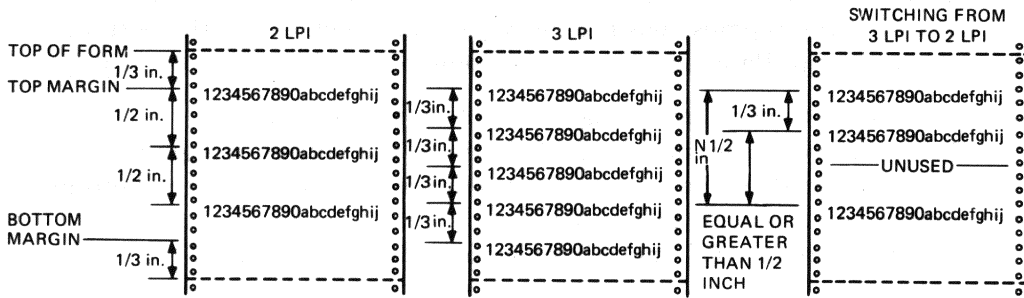 2 LPI
TOP OF FORM
1/3 in.
TOP MARGIN
1/2 in.
1/2 in.
BOTTOM
MARGIN
1/3 in.
1234567890abcdefghij
1234567890abcdefghij
1234567890abcdefghij
3 LPI
1/3in.
1/3in.
1/3in.
1/3in.
1234567890abcdefghij
1234567890abcdefghij
1234567890abcdefghij
1234567890abcdefghij
1234567890abcdefghij
SWITCHING FROM
3 LPI TO 2 LPI
1/3 in.
N 1/2
in
EQUAL OR
GREATER
THAN 1/2
INCH
1234567890abcdefghij
1234567890abcdefghij
UNUSED
1234567890abcdefghij